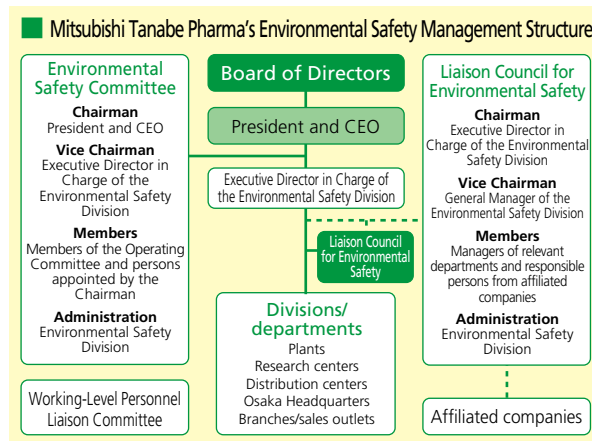 Mitsubishi Tanabe Pharma's Environmental Safety Management Structure
Environmental
Safety Committee
Chairman
President and CEO
Vice Chairman
Executive Director in
Charge of the
Environmental Safety
Division
Members
Members of the Operating
Committee and persons
appointed by the
Chairman
Administration
Environmental Safety
Division
Working-Level Personnel
Liaison Committee
Board of Directors
President and CEO
Executive Director in Charge of
the Environmental Safety Division
Liaison Council
for Environmental
Safety
Divisions/
departments
Plants
Research centers
Distribution centers
Osaka Headquarters
Branches/sales outlets
Liaison Council for
Environmental Safety
Chairman
Executive Director in
Charge of the Environmental
Safety Division
Vice Chairman
General Manager of the
Environmental Safety Division
Members
Managers of relevant
departments and responsible
persons from affiliated
companies
Administration
Environmental Safety
Division
Affiliated companies